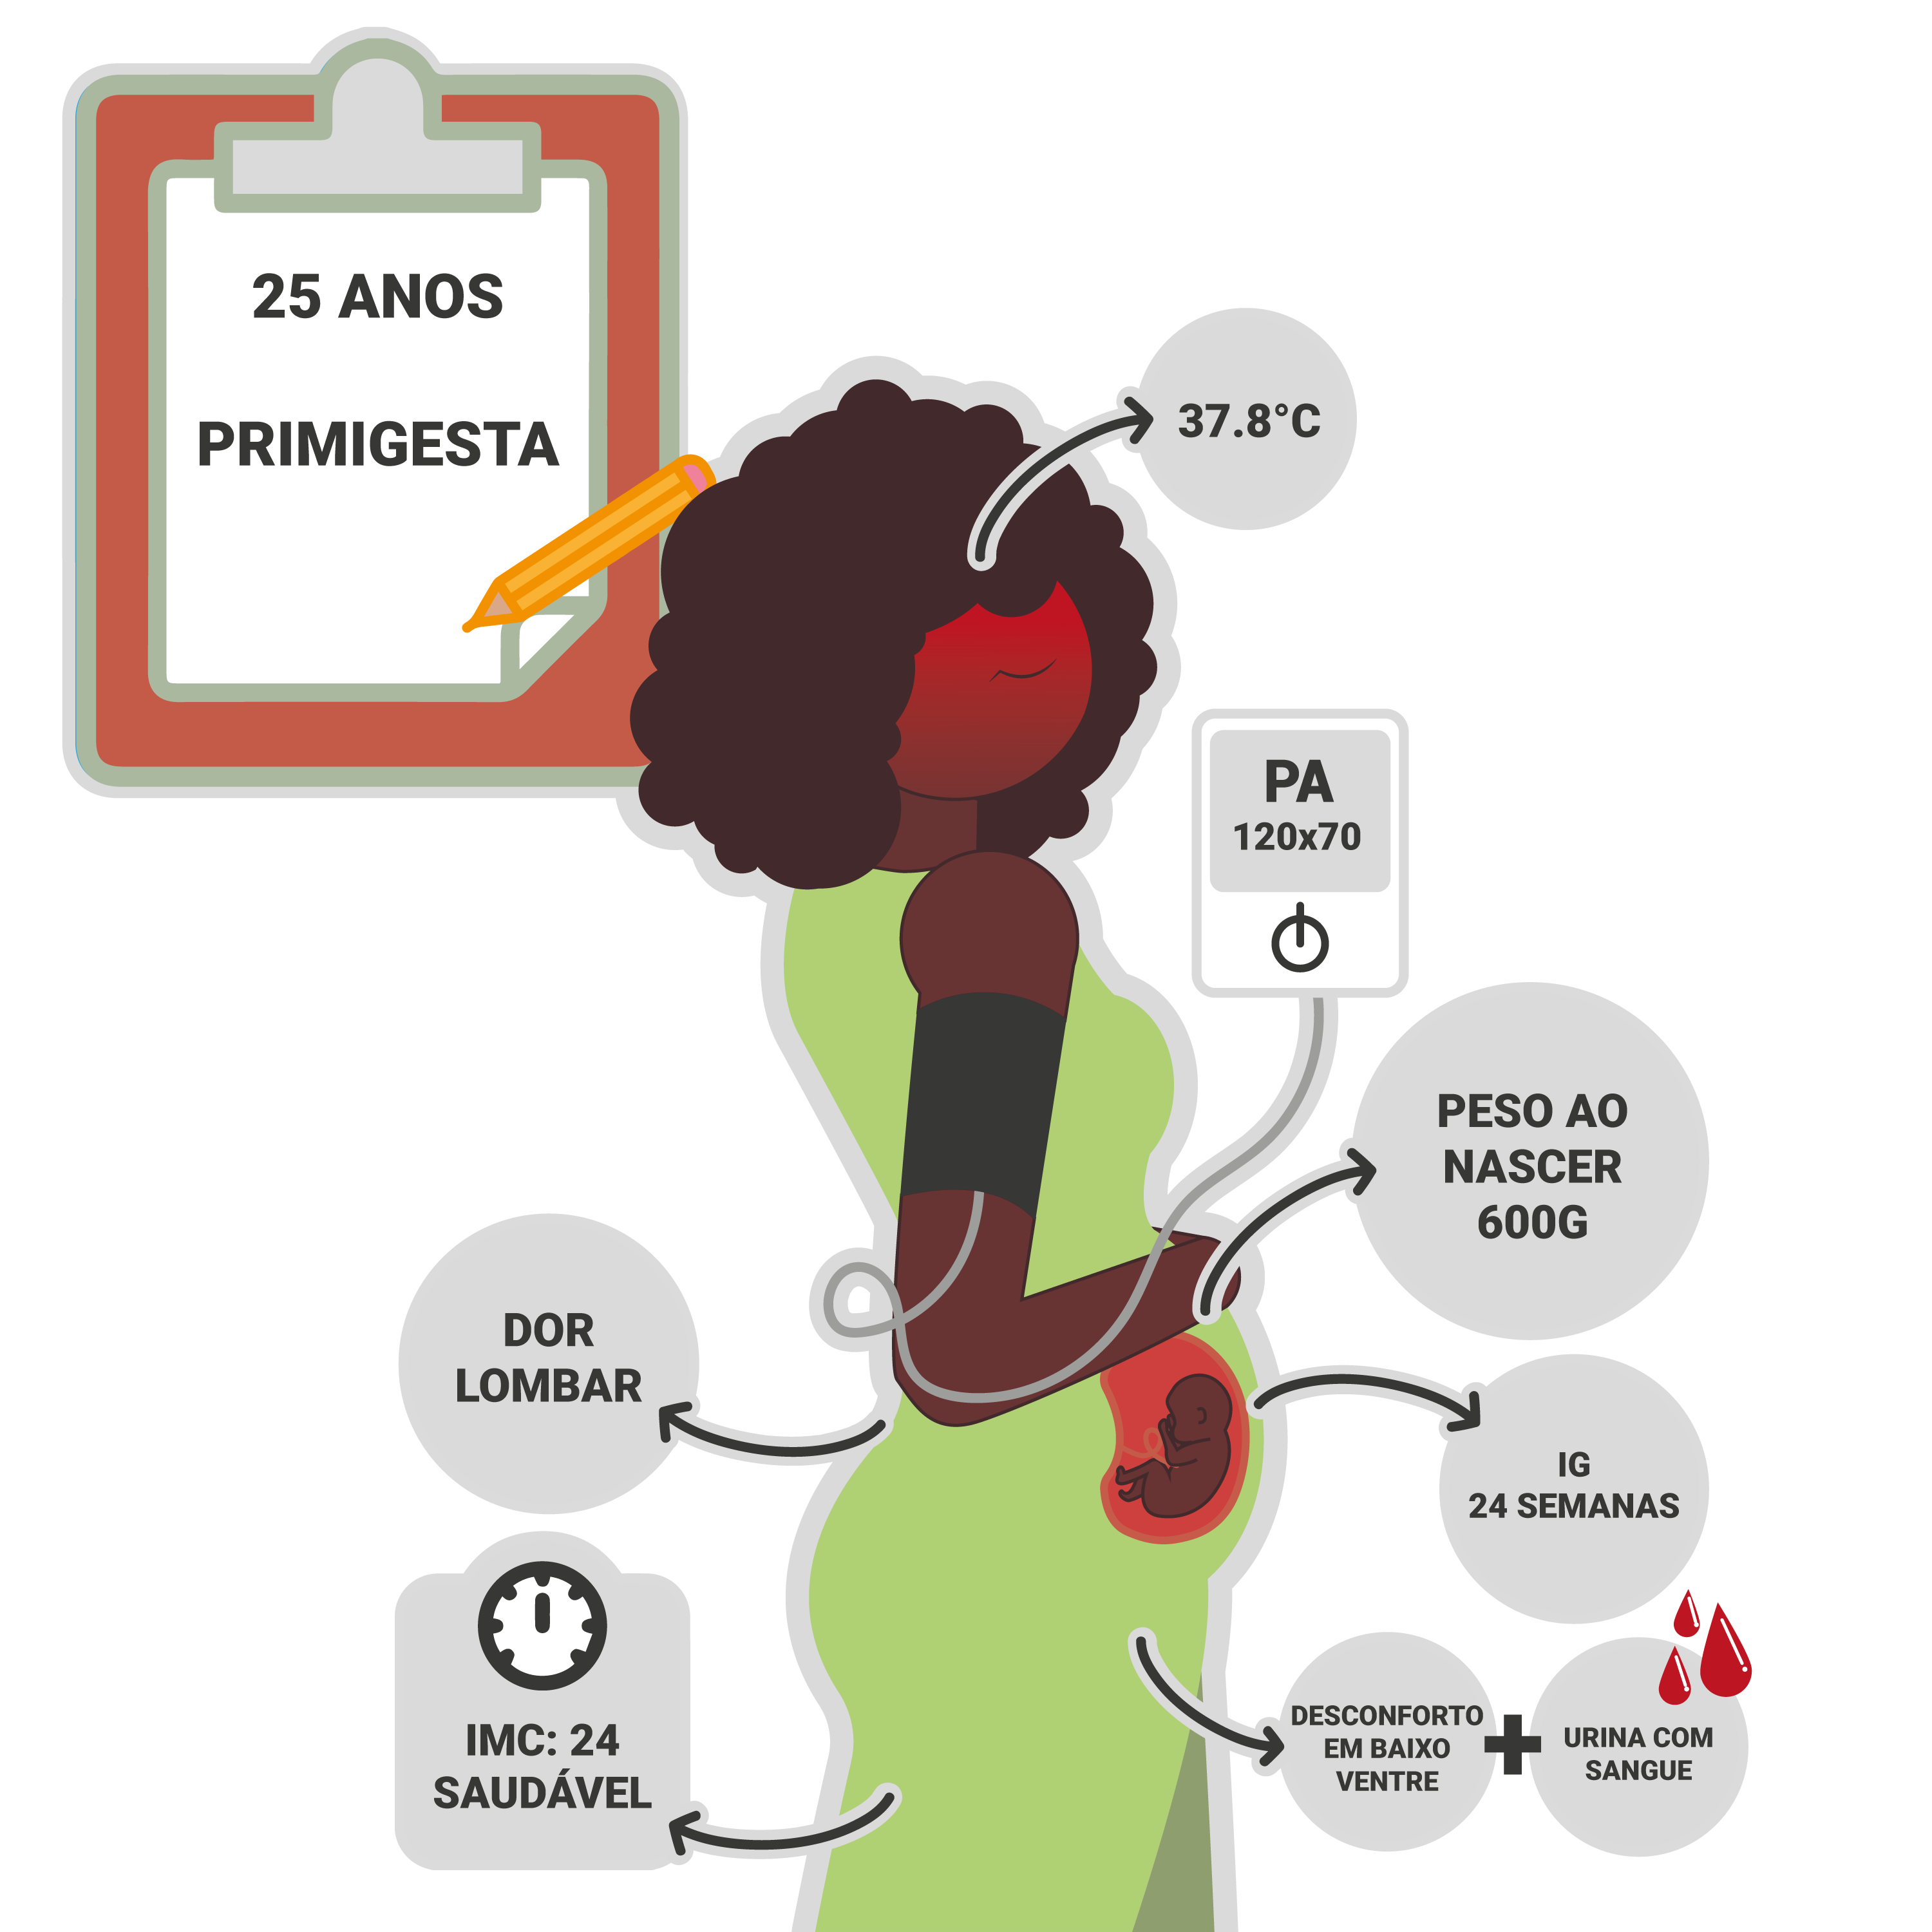 25 ANOS
PRIMIGESTA
37.8°C
PA
120x70
PESO AO
NASCER
600G
DOR
LOMBAR
IG
24 SEMANAS
IMC: 24
SAUDÁVEL
DESCONFORTO
EM BAIXO
VENTRE
URINA COM
SANGUE